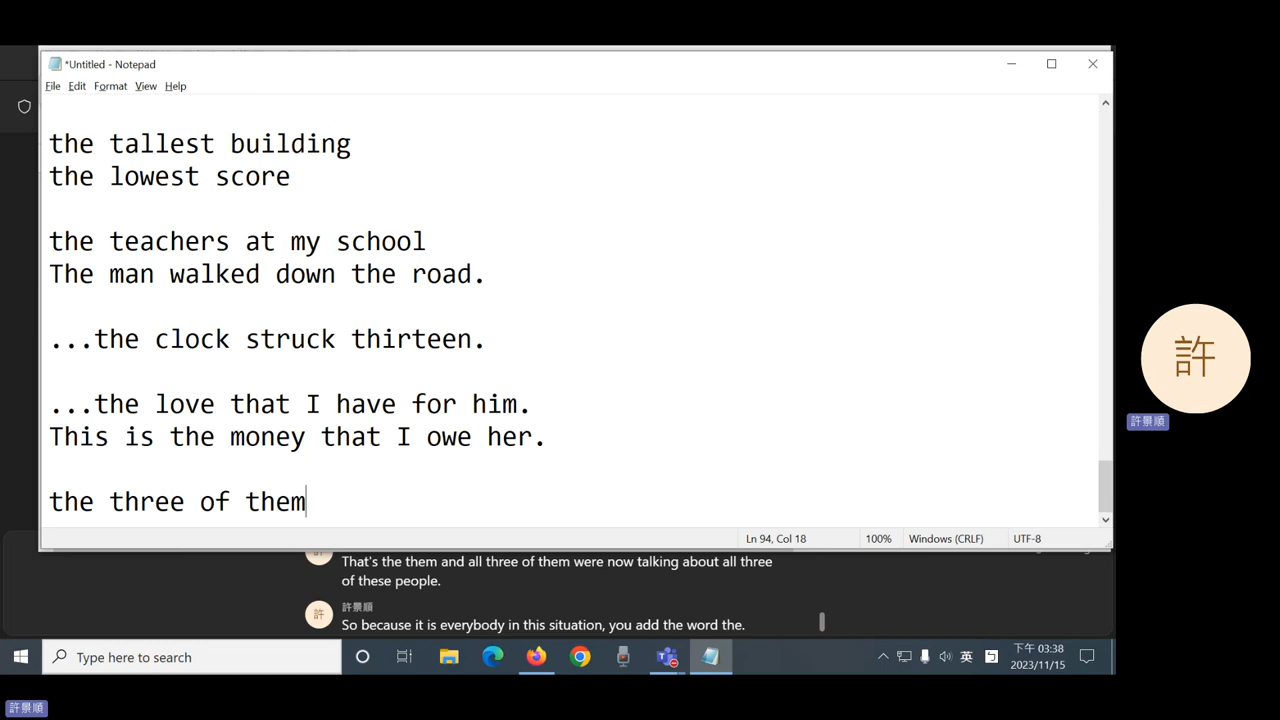 *Untitled - Notepad
File Edit Format View Help
the tallest building
the lowest score
the teachers at my school
The man walked down the road.
...the clock struck thirteen.
...the love that I have for him.
This is the money that I owe her.
the three of them
Ln 94, Col 18 100% Windows (CRLF) UTF-8
That's the them and all three of them were now talking about all three
of these people.
許景順
So because it is everybody in this situation, you add the word the.
許
許
許景順
Type here to search
英
下午 03:38
2023/11/15
許景順